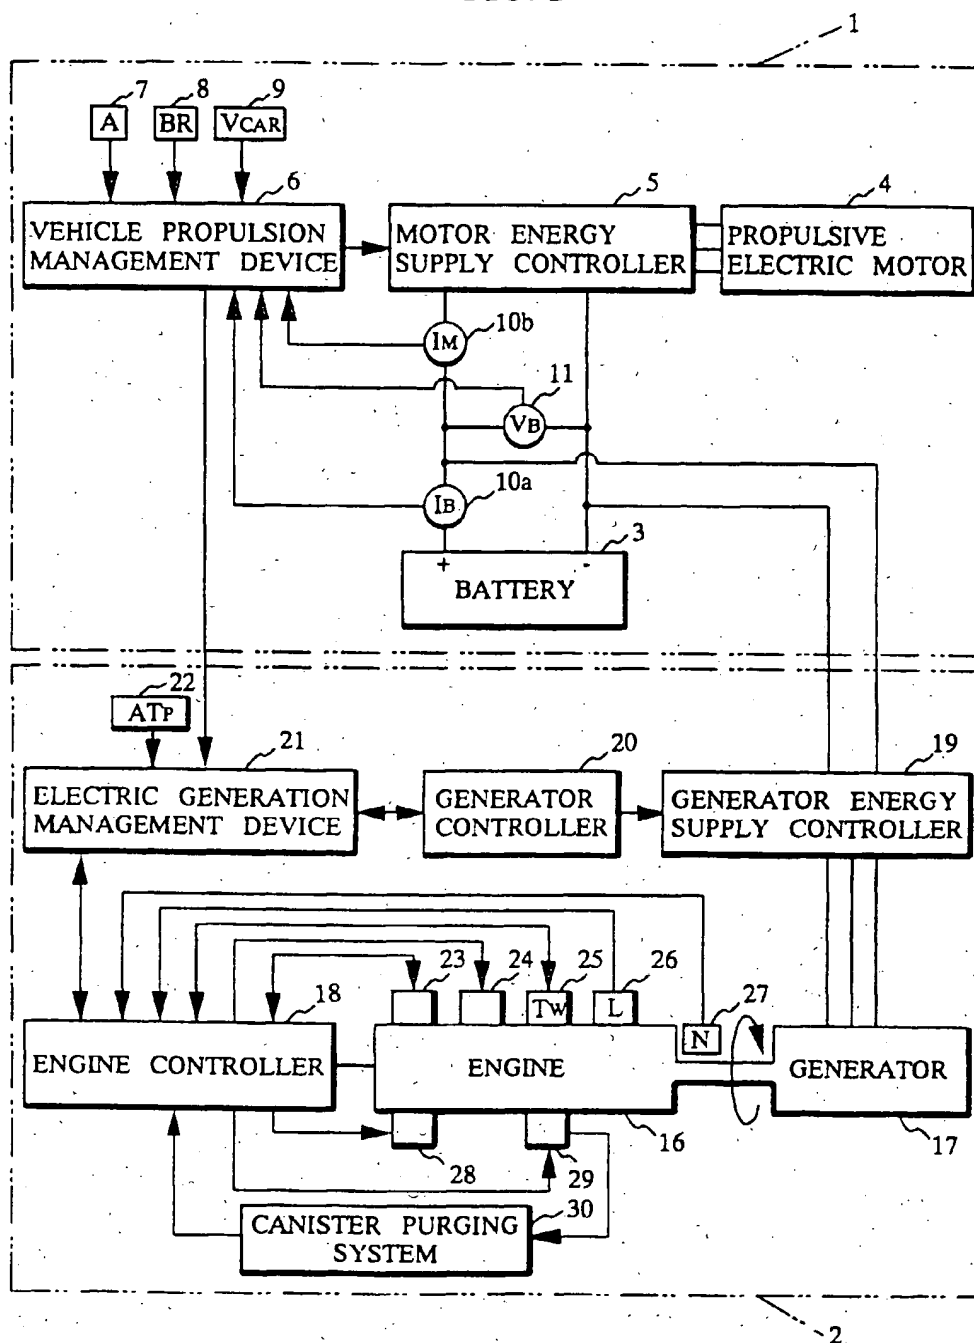 1
7
8
9
A
BR
VCAR
6
5
4
VEHICLE PROPULSION
MANAGEMENT DEVICE
MOTOR ENERGY
SUPPLY CONTROLLER
PROPULSIVE
ELECTRIC MOTOR
IM
10b
11
VB
IB
10a
3
+
-
BATTERY
22
ATP
21
20
19
ELECTRIC GENERATION
MANAGEMENT DEVICE
GENERATOR
CONTROLLER
GENERATOR ENERGY
SUPPLY CONTROLLER
23
24
25
26
27
18
TW
L
N
ENGINE CONTROLLER
ENGINE
GENERATOR
28
29
16
17
30
CANISTER PURGING
SYSTEM
2